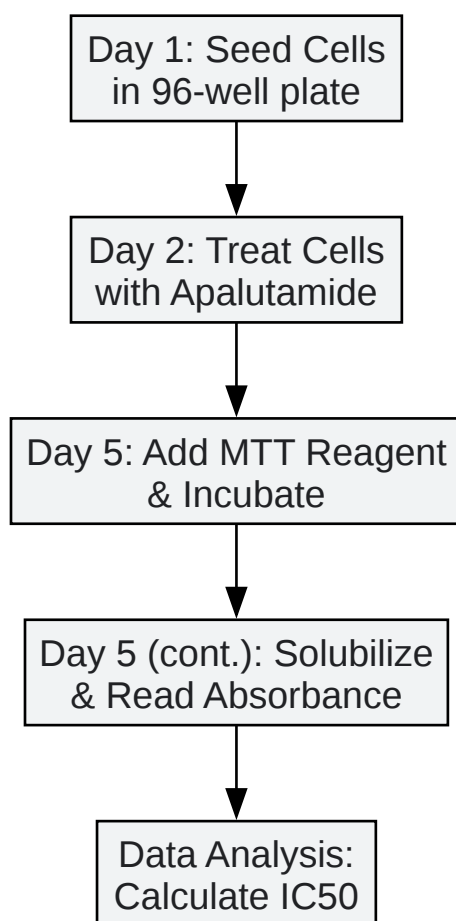 Day 1: Seed Cells
in 96-well plate
Day 2: Treat Cells
with Apalutamide
Day 5: Add MTT Reagent
& Incubate
Day 5 (cont.): Solubilize
& Read Absorbance
Data Analysis:
Calculate IC50